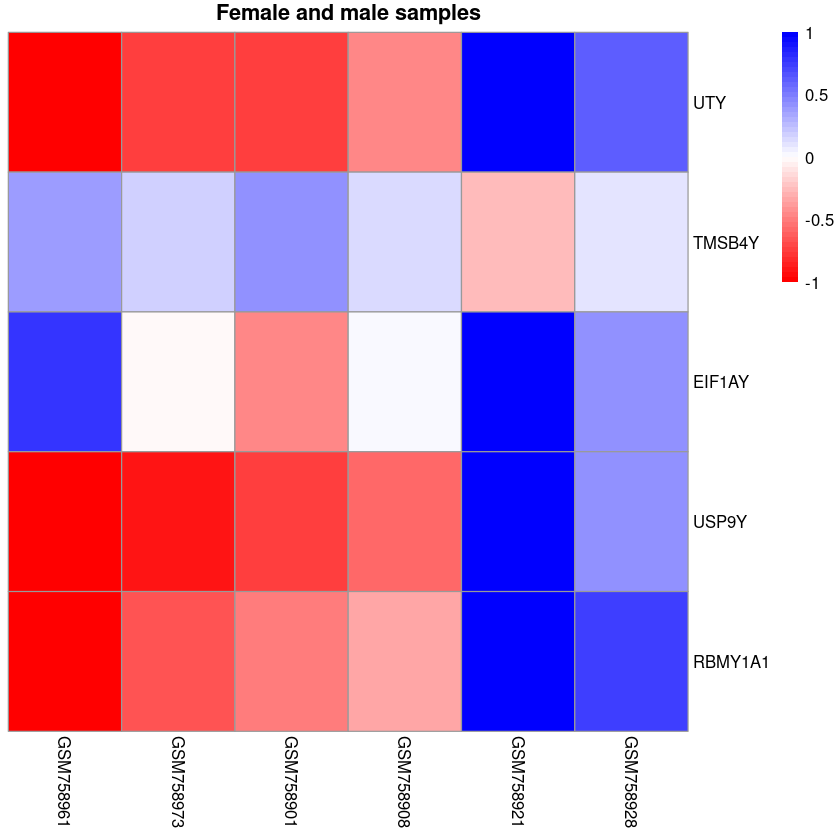 Female and male samples
1
0.5
0
-0.5
-1
UTY
TMSB4Y
EIF1AY
USP9Y
RBMY1A1
GSM758961
GSM758973
GSM758901
GSM758908
GSM758921
GSM758928